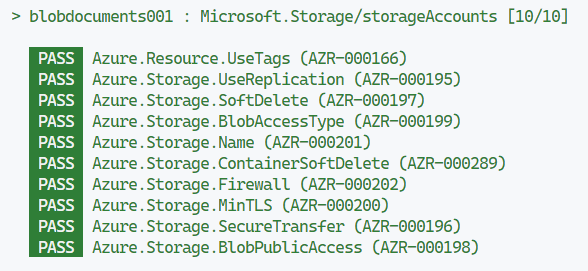 > blobdocuments001 : Microsoft.Storage/storageAccounts [10/10]
PASS Azure.Resource.UseTags (AZR-000166)
PASS Azure.Storage.UseReplication (AZR-000195)
PASS Azure.Storage.SoftDelete (AZR-000197)
PASS Azure.Storage.BlobAccessType (AZR-000199)
PASS Azure.Storage.Name (AZR-000201)
PASS Azure.Storage.ContainerSoftDelete (AZR-000289)
PASS Azure.Storage.Firewall (AZR-000202)
PASS Azure.Storage.MinTLS (AZR-000200)
PASS Azure.Storage.SecureTransfer (AZR-000196)
PASS Azure.Storage.BlobPublicAccess (AZR-000198)